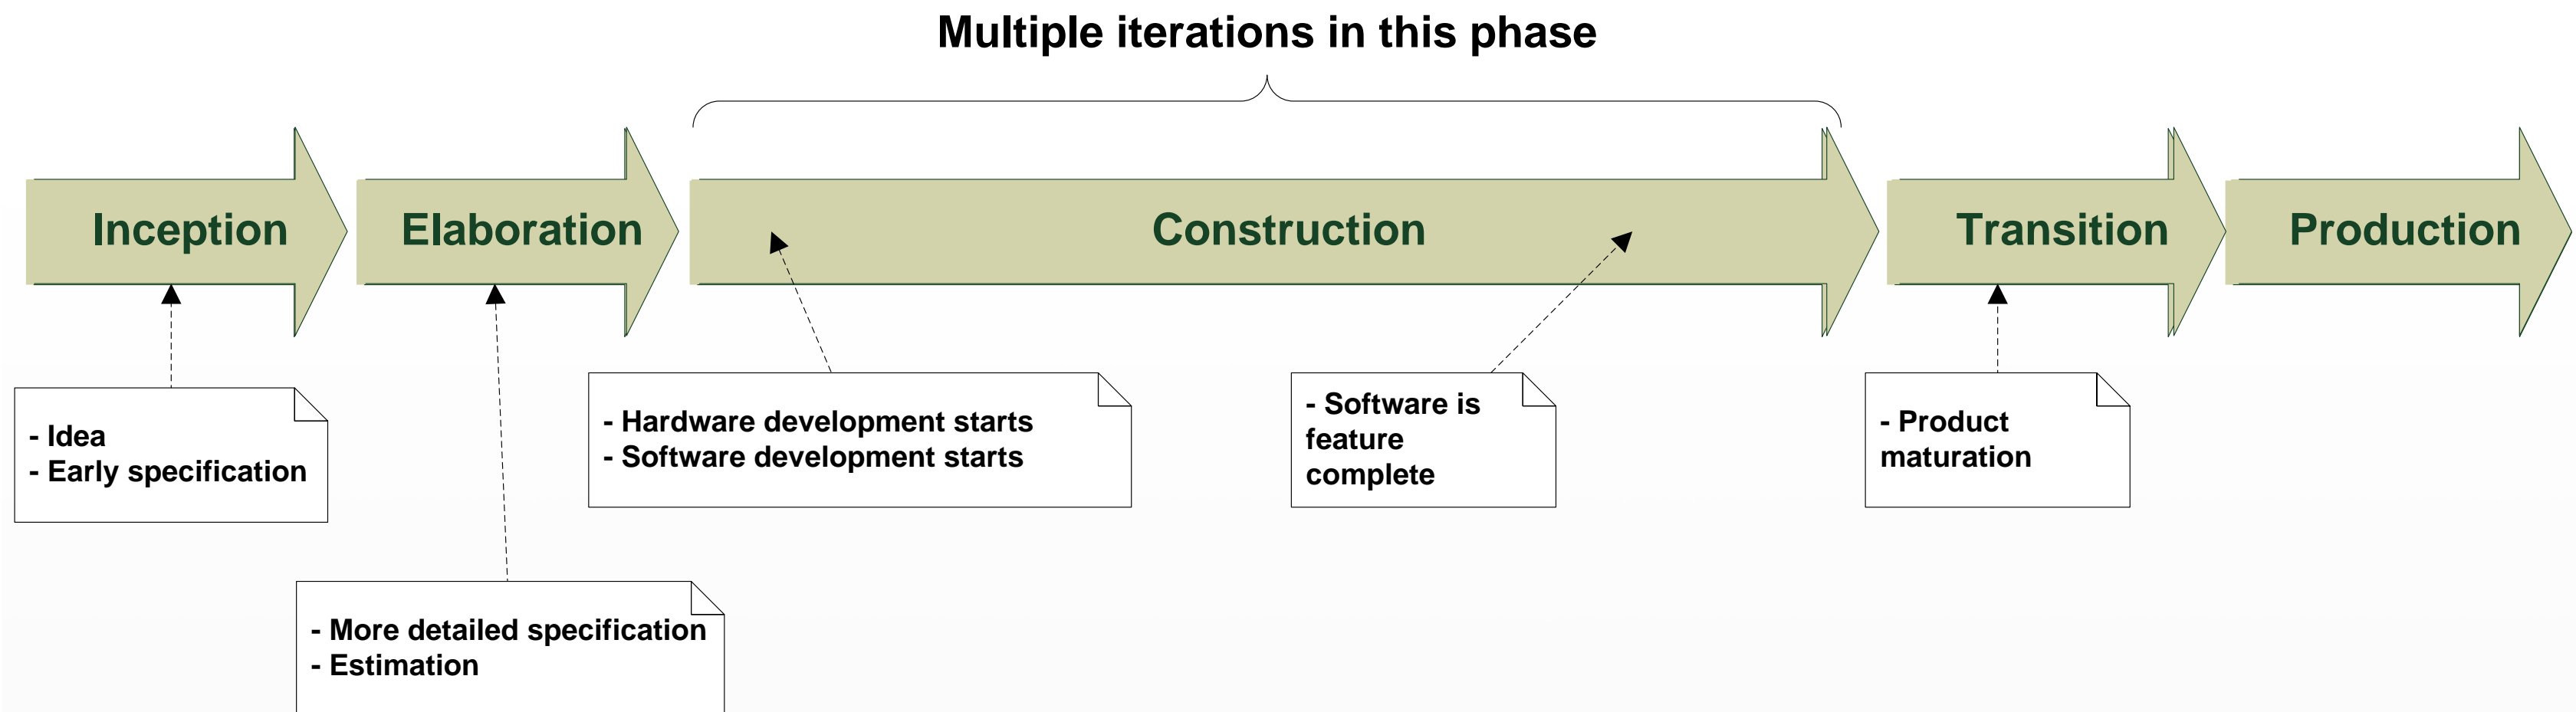 Multiple iterations in this phase
Inception
Elaboration
Construction
Transition
Production
- Idea
- Early specification
- Hardware development starts
- Software development starts
- Software is
feature
complete
- Product
maturation
- More detailed specification
- Estimation